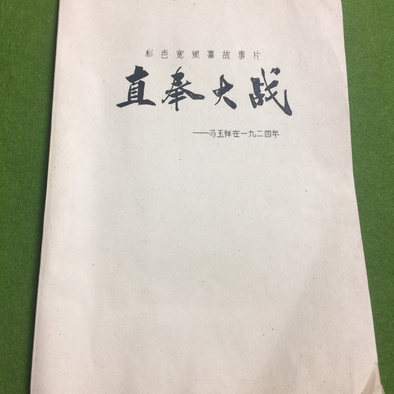 彩色宽银幕故事片
直奉大战
——冯玉祥在一九二四年